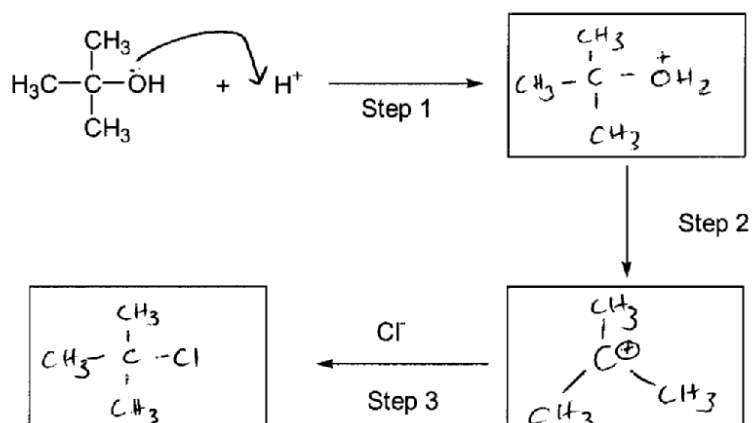 CH3
H3C-C-ÖH + H+
CH3
Step 1
CH3
CH3-C-OH2
+
CH3
Step 2
CH3
C⊕
CH3 CH3
Cl-
Step 3
CH3
CH3-C-Cl
CH3